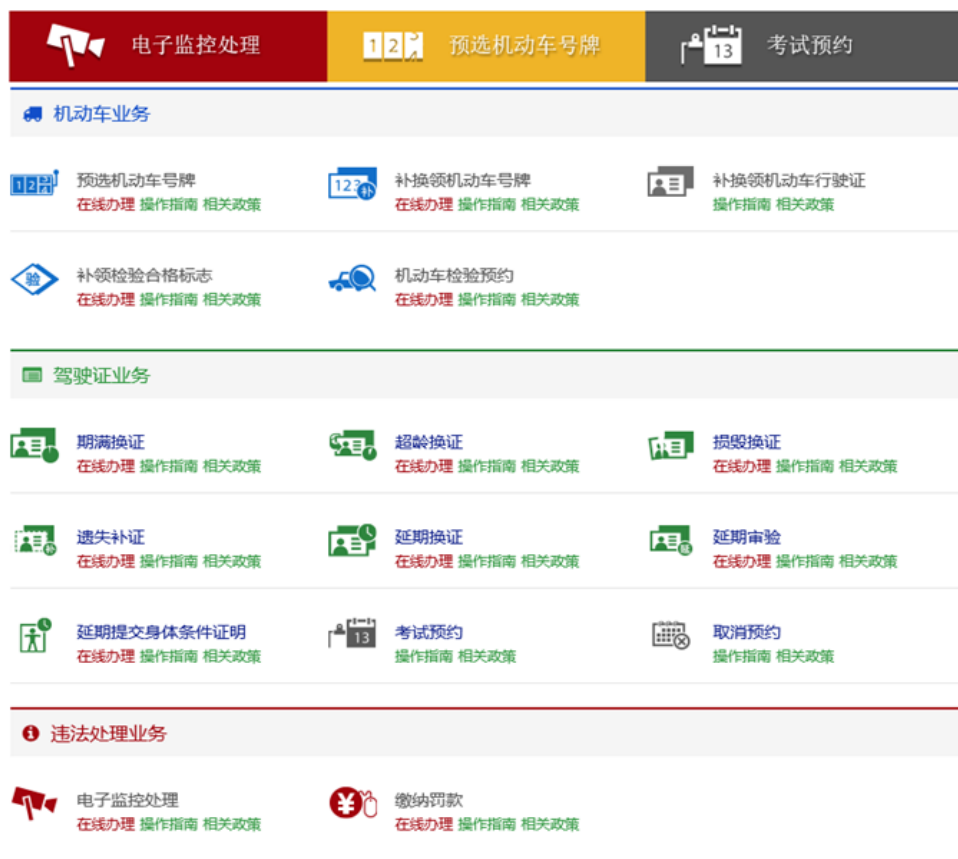 电子监控处理
123 预选机动车号牌
13 考试预约
机动车业务
预选机动车号牌
在线办理 操作指南 相关政策
补换领机动车号牌
在线办理 操作指南 相关政策
补换领机动车行驶证
操作指南 相关政策
验
补领检验合格标志
在线办理 操作指南 相关政策
机动车检验预约
在线办理 操作指南 相关政策
驾驶证业务
期满换证
在线办理 操作指南 相关政策
超龄换证
在线办理 操作指南 相关政策
损毁换证
在线办理 操作指南 相关政策
遗失补证
在线办理 操作指南 相关政策
延期换证
在线办理 操作指南 相关政策
延期审验
在线办理 操作指南 相关政策
延期提交身体条件证明
在线办理 操作指南 相关政策
13
考试预约
操作指南 相关政策
取消预约
操作指南 相关政策
违法处理业务
电子监控处理
在线办理 操作指南 相关政策
¥
缴纳罚款
在线办理 操作指南 相关政策